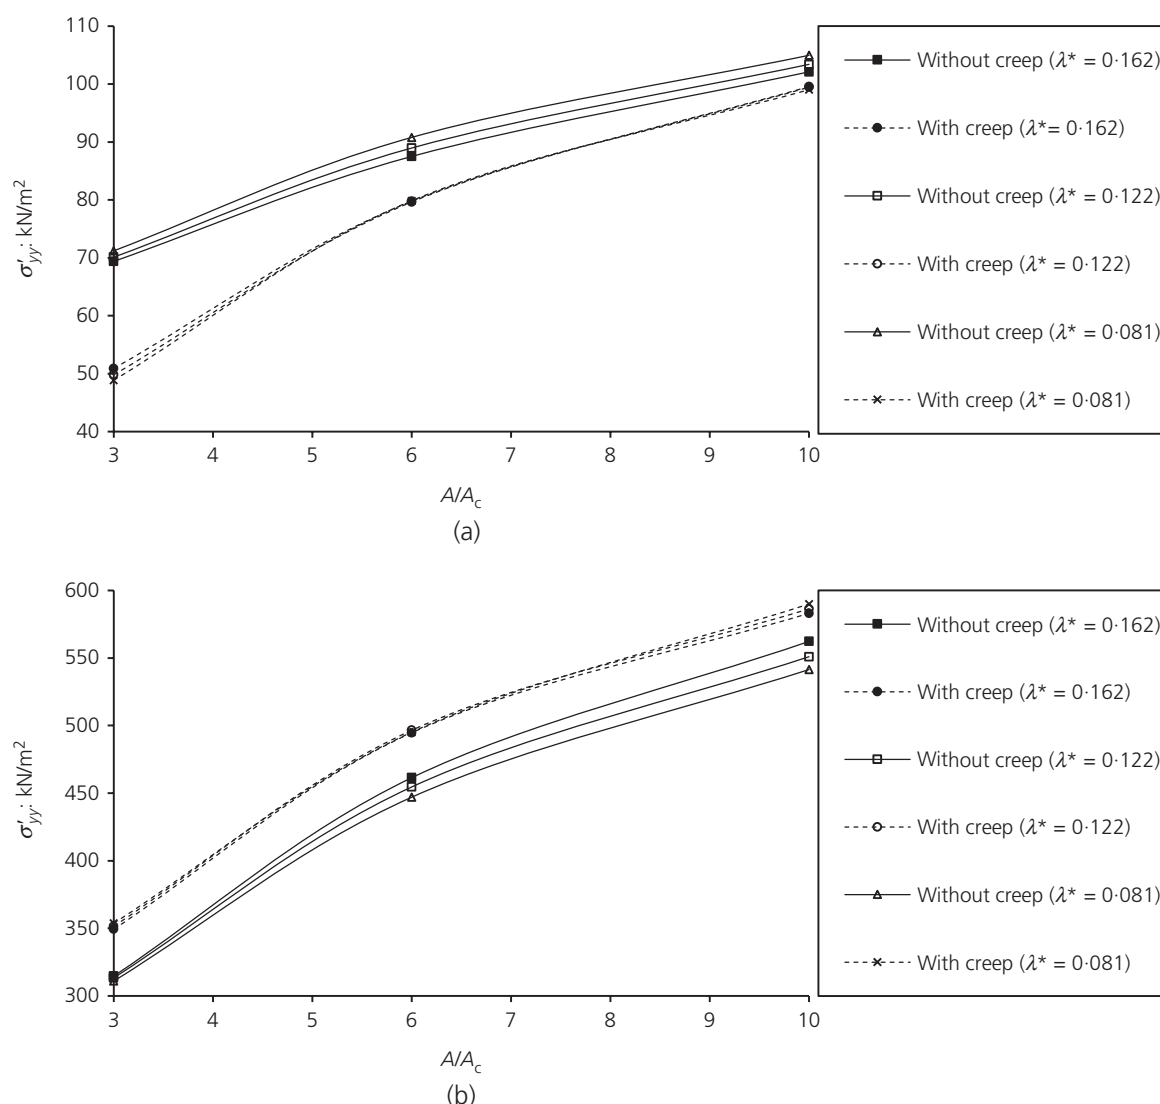 110
100
90
80
70
60
50
40
σ′yy: kN/m²
3 4 5 6 7 8 9 10
A/Ac
(a)
Without creep (λ* = 0·162)
With creep (λ*= 0·162)
Without creep (λ* = 0·122)
With creep (λ* = 0·122)
Without creep (λ* = 0·081)
With creep (λ* = 0·081)
600
550
500
450
400
350
300
σ′yy: kN/m²
3 4 5 6 7 8 9 10
A/Ac
(b)
Without creep (λ* = 0·162)
With creep (λ* = 0·162)
Without creep (λ* = 0·122)
With creep (λ* = 0·122)
Without creep (λ* = 0·081)
With creep (λ* = 0·081)